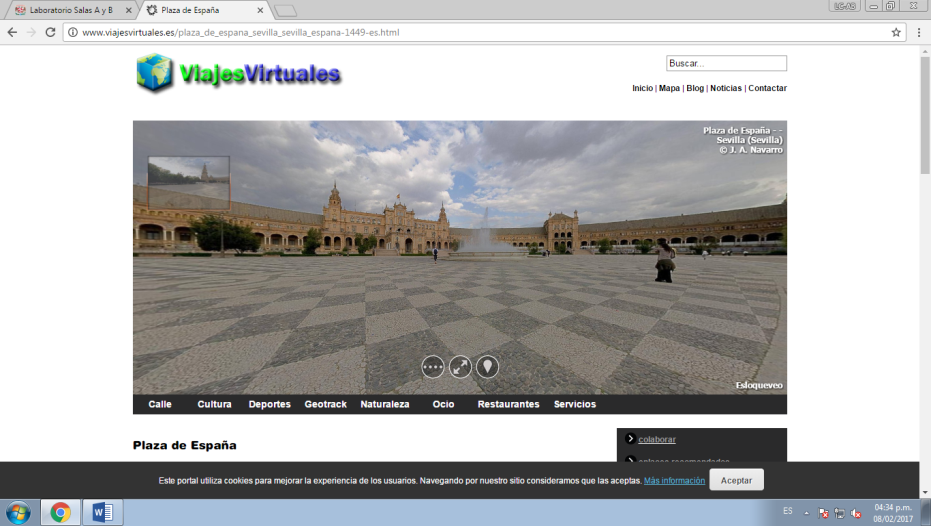 Laboratorio Salas A y B
Plaza de España
LC-AB
www.viajesvirtuales.es/plaza_de_espana_sevilla_sevilla_espana-1449-es.html
ViajesVirtuales
Buscar...
Inicio | Mapa | Blog | Noticias | Contactar
Plaza de España - -
Sevilla (Sevilla)
© J. A. Navarro
Esloqueveo
Calle Cultura Deportes Geotrack Naturaleza Ocio Restaurantes Servicios
Plaza de España
colaborar
enlaces recomendados
Este portal utiliza cookies para mejorar la experiencia de los usuarios. Navegando por nuestro sitio consideramos que las aceptas. Más información Aceptar
ES
04:34 p.m.
08/02/2017